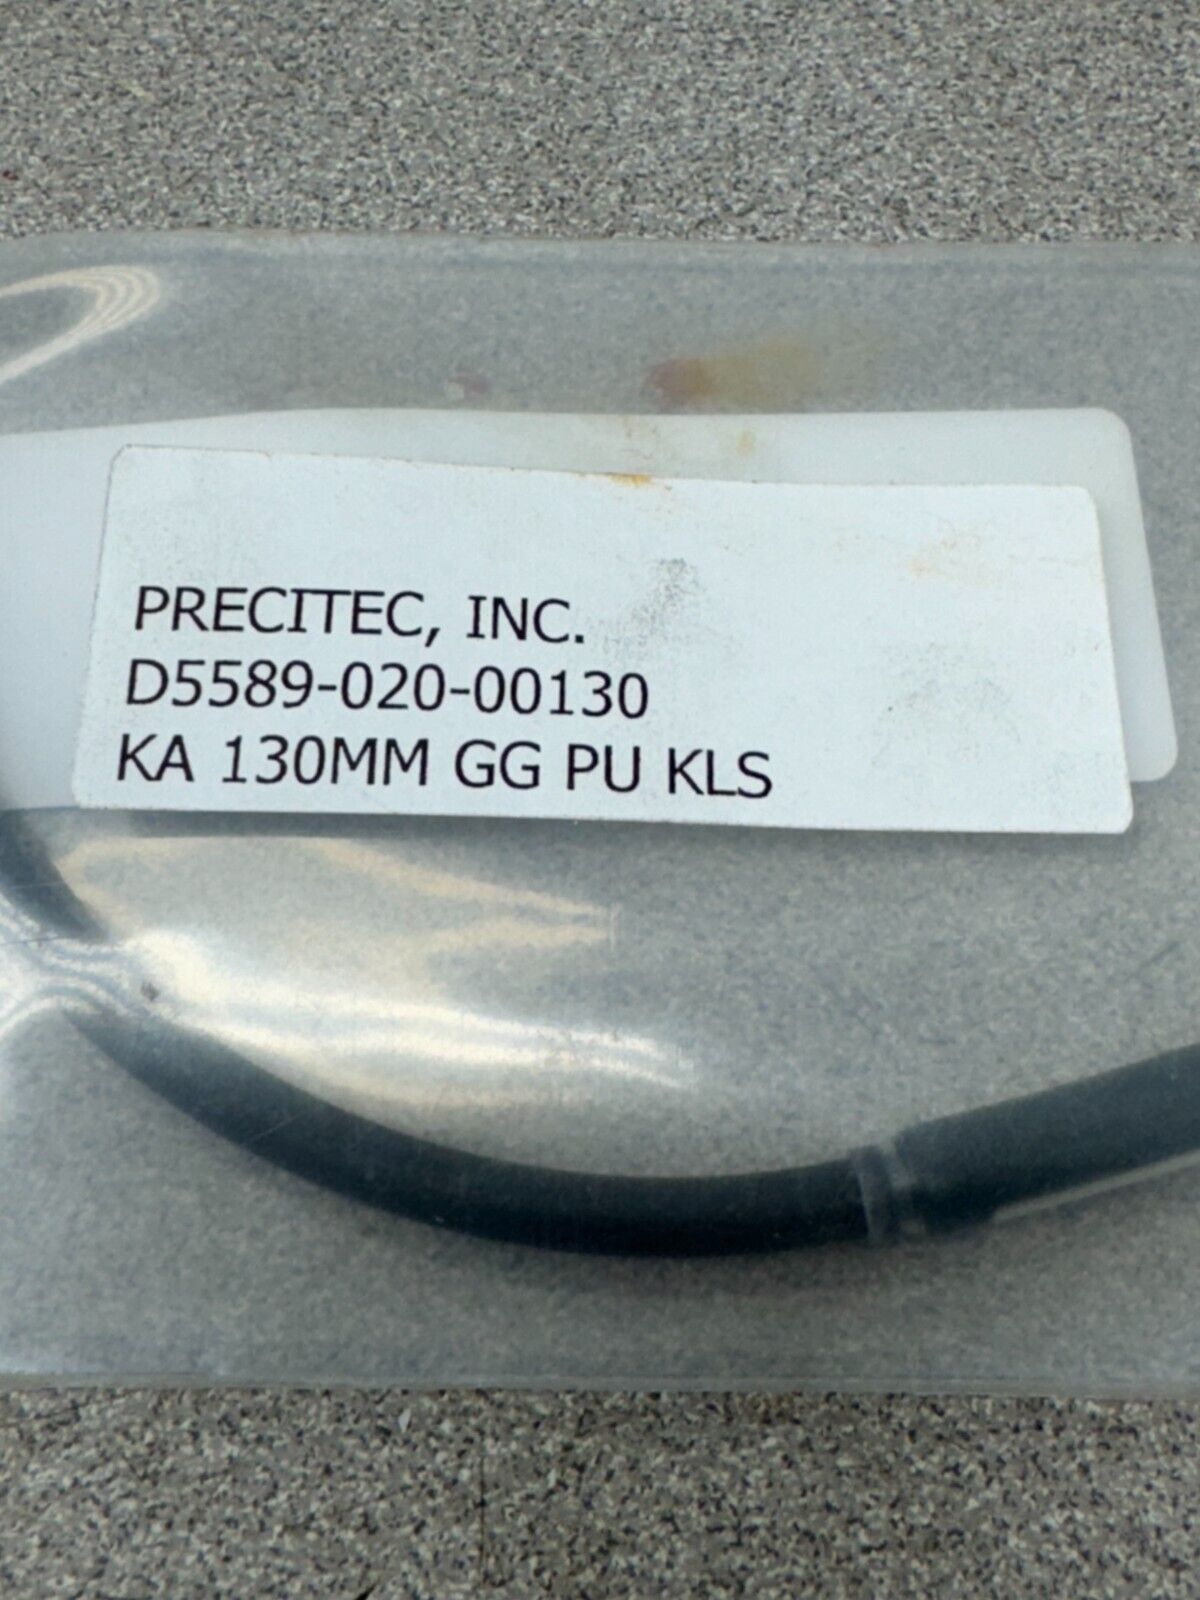 PRECITEC, INC.
D5589-020-00130
KA 130MM GG PU KLS